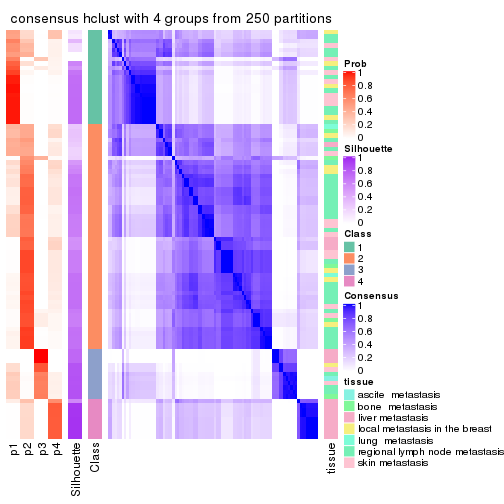 consensus hclust with 4 groups from 250 partitions
Prob
1
0.8
0.6
0.4
0.2
0
Silhouette
1
0.8
0.6
0.4
0.2
0
Class
1
2
3
4
Consensus
1
0.8
0.6
0.4
0.2
0
tissue
ascite metastasis
bone metastasis
liver metastasis
local metastasis in the breast
lung metastasis
regional lymph node metastasis
skin metastasis
p1
p2
p3
p4
Silhouette
Class
tissue